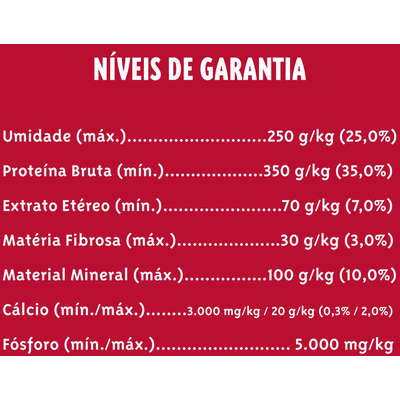 NÍVEIS DE GARANTIA
Umidade (máx.)......................250 g/kg (25,0%)
Proteína Bruta (mín.)...............350 g/kg (35,0%)
Extrato Etéreo (mín.)..................70 g/kg (7,0%)
Matéria Fibrosa (máx.)................30 g/kg (3,0%)
Material Mineral (máx.).............100 g/kg (10,0%)
Cálcio (mín./máx.).......3.000 mg/kg / 20 g/kg (0,3% / 2,0%)
Fósforo (mín./máx.)..................... 5.000 mg/kg